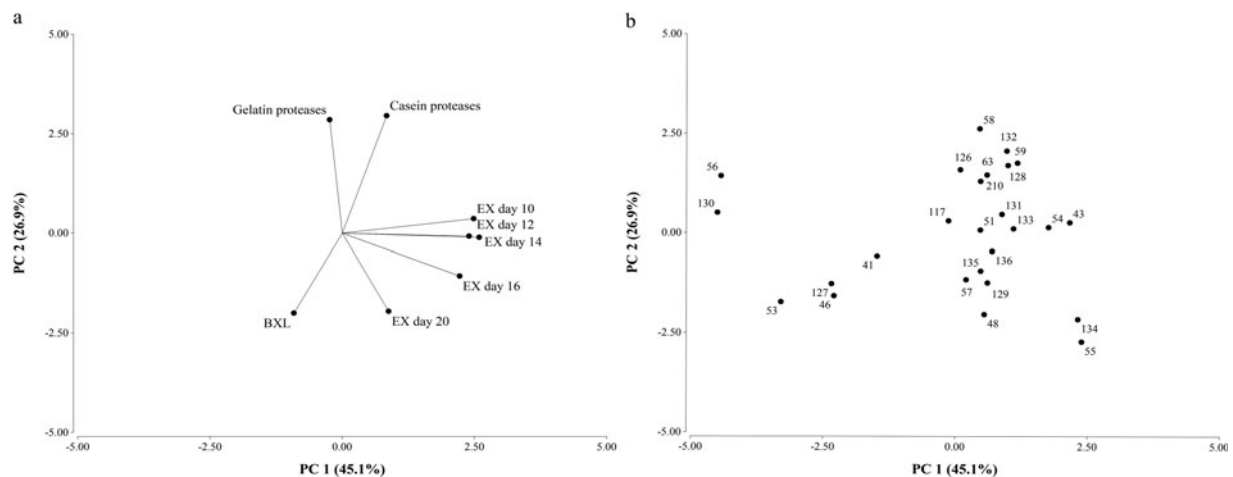 a
5.00
2.50
0.00
-2.50
-5.00
PC 2 (26.9%)
Gelatin proteases
Casein proteases
EX day 10
EX day 12
EX day 14
EX day 16
EX day 20
BXL
-5.00 -2.50 0.00 2.50 5.00
PC 1 (45.1%)
b
5.00
2.50
0.00
-2.50
-5.00
PC 2 (26.9%)
58
132
59
126
63
128
210
56
130
131
117
51
133
54
43
41
135
136
127
57
129
46
53
48
134
55
-5.00 -2.50 0.00 2.50 5.00
PC 1 (45.1%)